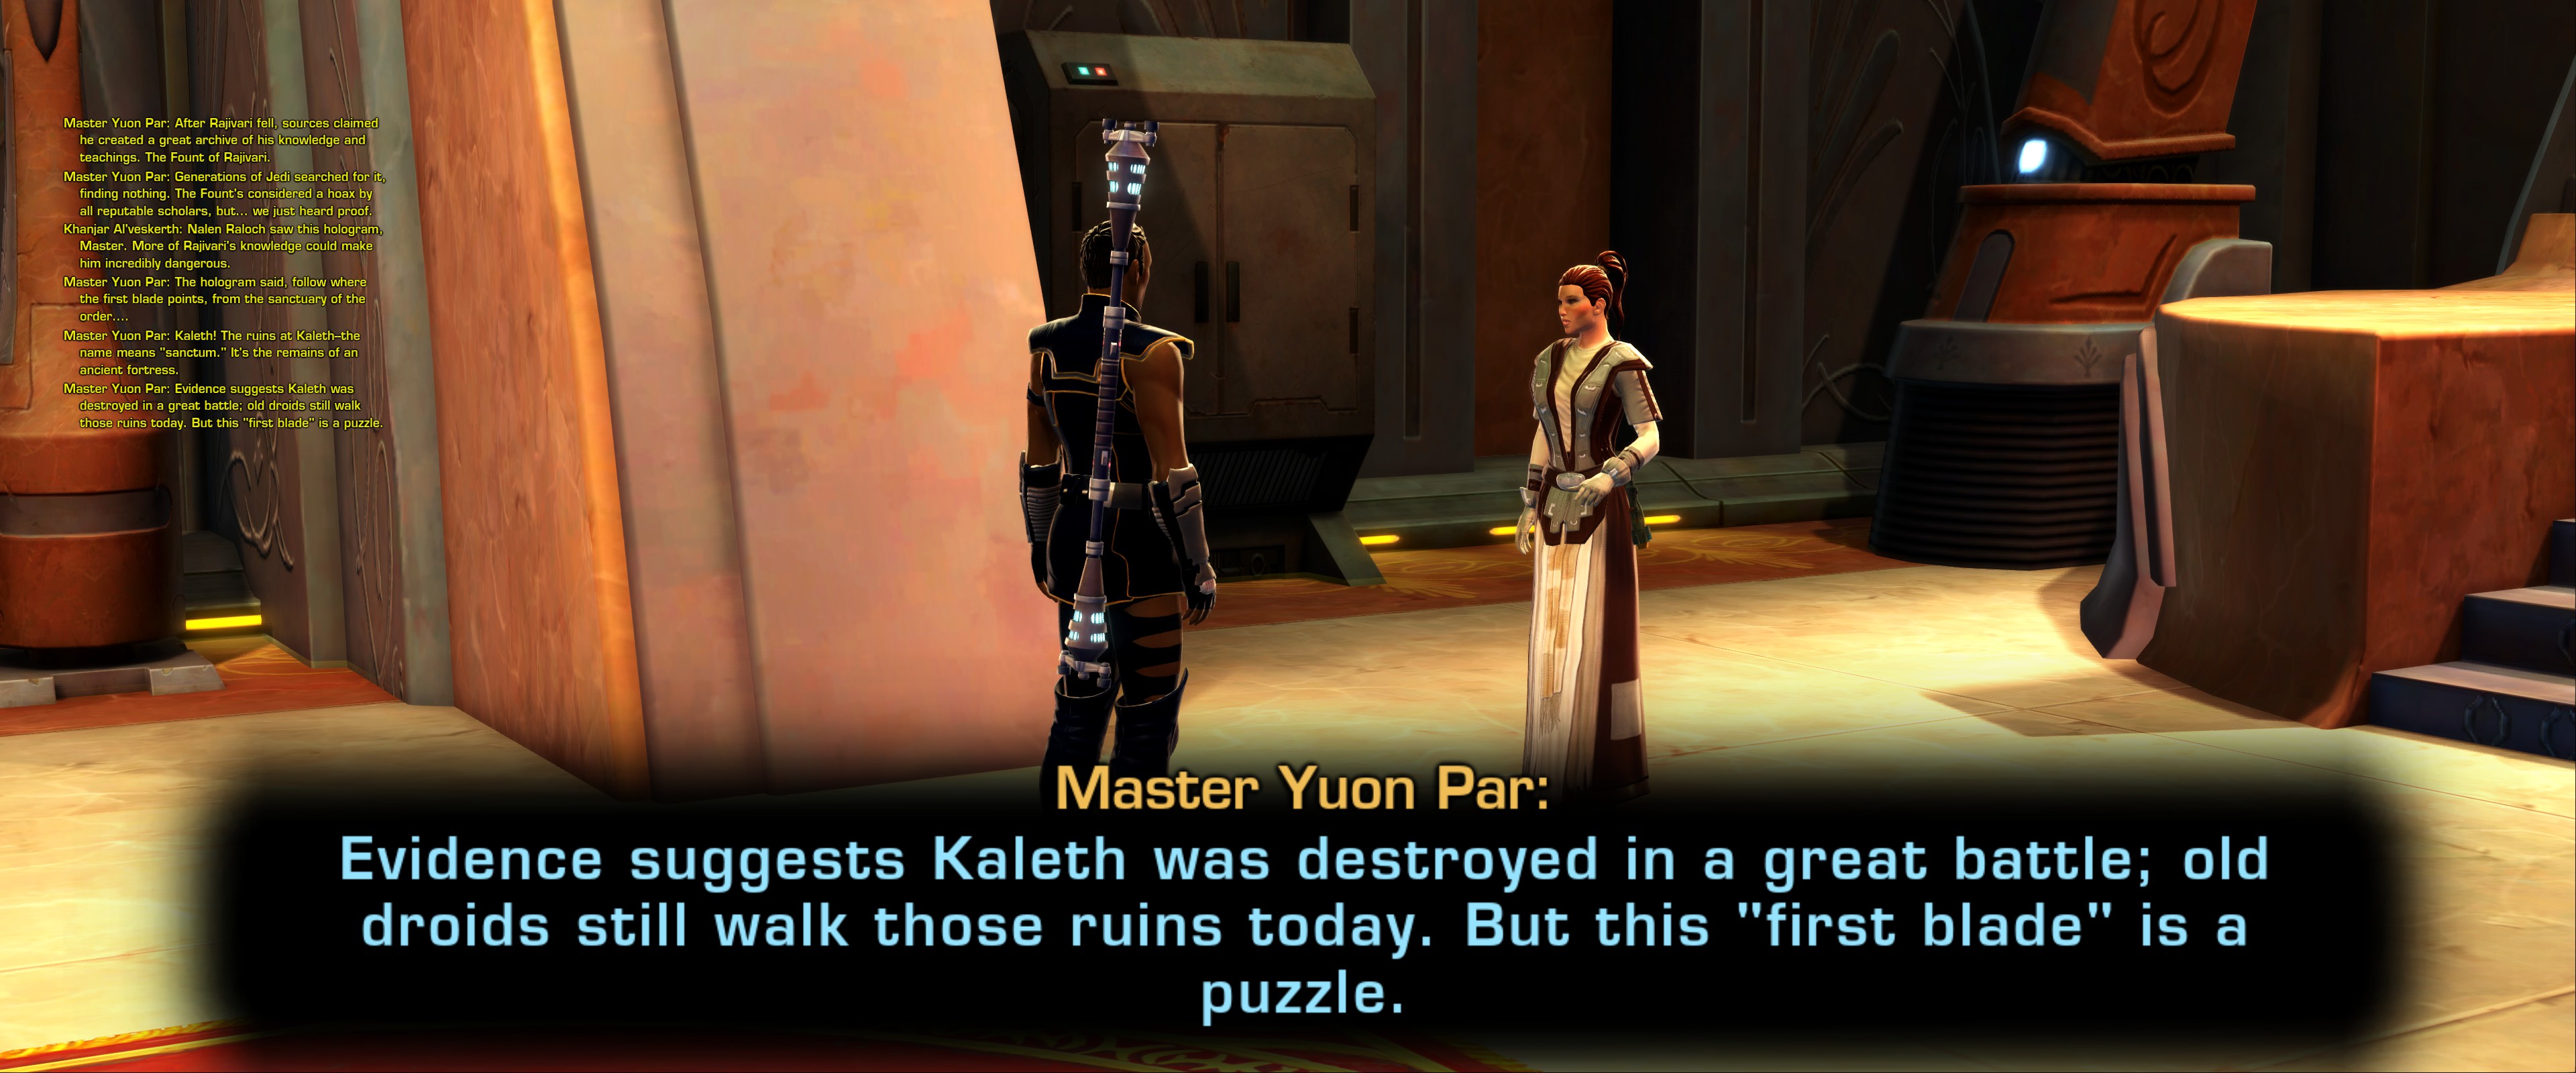 Master Yuon Par: After Rajivari fell, sources claimed
he created a great archive of his knowledge and
teachings. The Fount of Rajivari.
Master Yuon Par: Generations of Jedi searched for it,
finding nothing. The Fount's considered a hoax by
all reputable scholars, but... we just heard proof.
Khanjar Al'veskerth: Nalen Raloch saw this hologram,
Master. More of Rajivari's knowledge could make
him incredibly dangerous.
Master Yuon Par: The hologram said, follow where
the first blade points, from the sanctuary of the
order....
Master Yuon Par: Kaleth! The ruins at Kaleth–the
name means "sanctum." It's the remains of an
ancient fortress.
Master Yuon Par: Evidence suggests Kaleth was
destroyed in a great battle; old droids still walk
those ruins today. But this "first blade" is a puzzle.
Master Yuon Par:
Evidence suggests Kaleth was destroyed in a great battle; old
droids still walk those ruins today. But this "first blade" is a
puzzle.